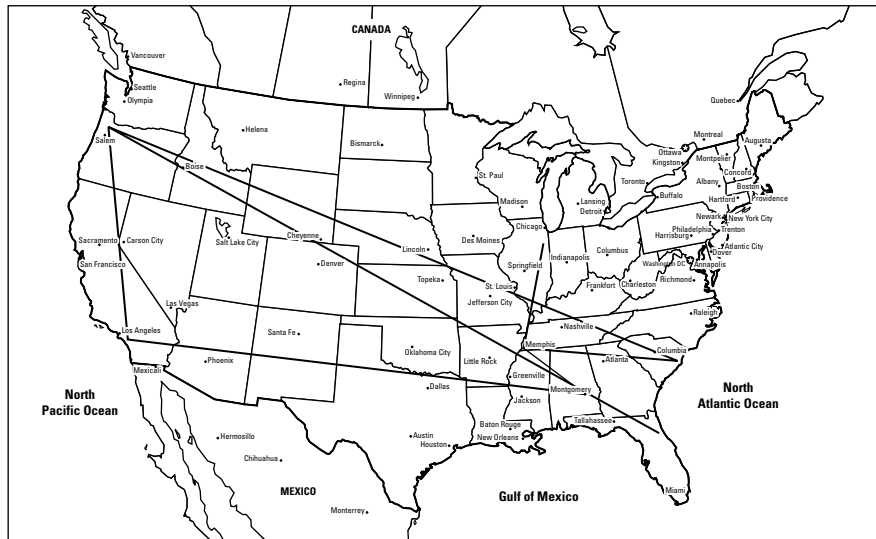 CANADA
Vancouver
Seattle
Olympia
Salem
Regina
Winnipeg
Helena
Bismarck
Boise
St. Paul
Madison
Quebec
Montreal
Ottawa
Kingston
Montpelier
Augusta
Toronto
Concord
Albany
Boston
Buffalo
Hartford
Providence
Lansing
Detroit
Newark
New York City
Philadelphia
Trenton
Harrisburg
Atlantic City
Dover
Washington DC
Annapolis
Chicago
Des Moines
Lincoln
Cheyenne
Salt Lake City
Sacramento
Carson City
San Francisco
Denver
Topeka
Springfield
Indianapolis
Columbus
St. Louis
Jefferson City
Frankfort
Charleston
Richmond
Raleigh
Las Vegas
Los Angeles
Santa Fe
Nashville
Memphis
Columbia
Atlanta
Mexicali
Phoenix
Oklahoma City
Little Rock
Greenville
Dallas
Montgomery
Jackson
North
Pacific Ocean
North
Atlantic Ocean
Hermosillo
Chihuahua
Austin
Houston
Baton Rouge
New Orleans
Tallahassee
MEXICO
Gulf of Mexico
Miami
Monterrey